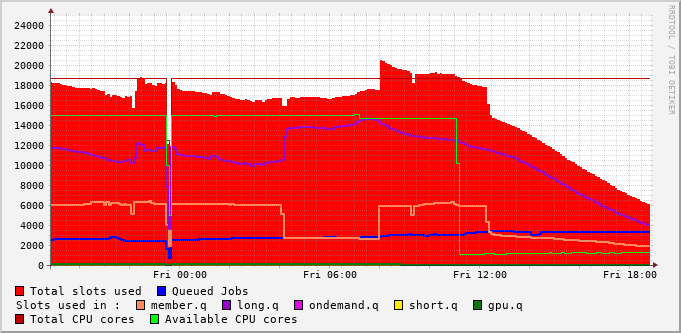 RRDTOOL / TOBI OETIKER
24000
22000
20000
18000
16000
14000
12000
10000
8000
6000
4000
2000
0
Fri 00:00 Fri 06:00 Fri 12:00 Fri 18:00
Total slots used Queued Jobs
Slots used in : member.q long.q ondemand.q short.q gpu.q
Total CPU cores Available CPU cores